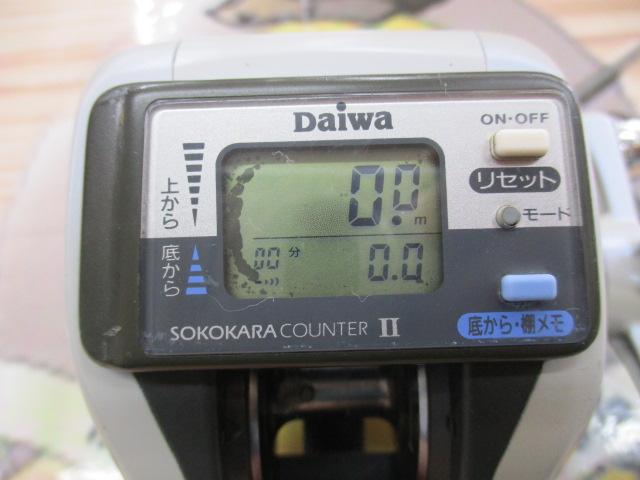 Daiwa
ON・OFF
リセット
モード
上から
0.0 m
底から
00 分
0.0
底から・棚メモ
SOKOKARA COUNTER II